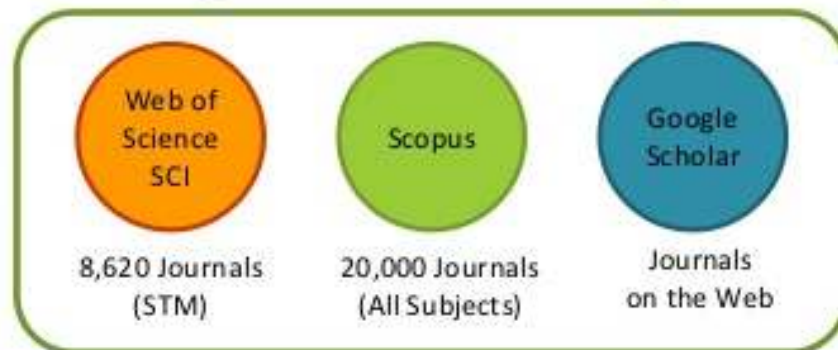 Web of
Science
SCI
Scopus
Google
Scholar
8,620 Journals
(STM)
20,000 Journals
(All Subjects)
Journals
on the Web